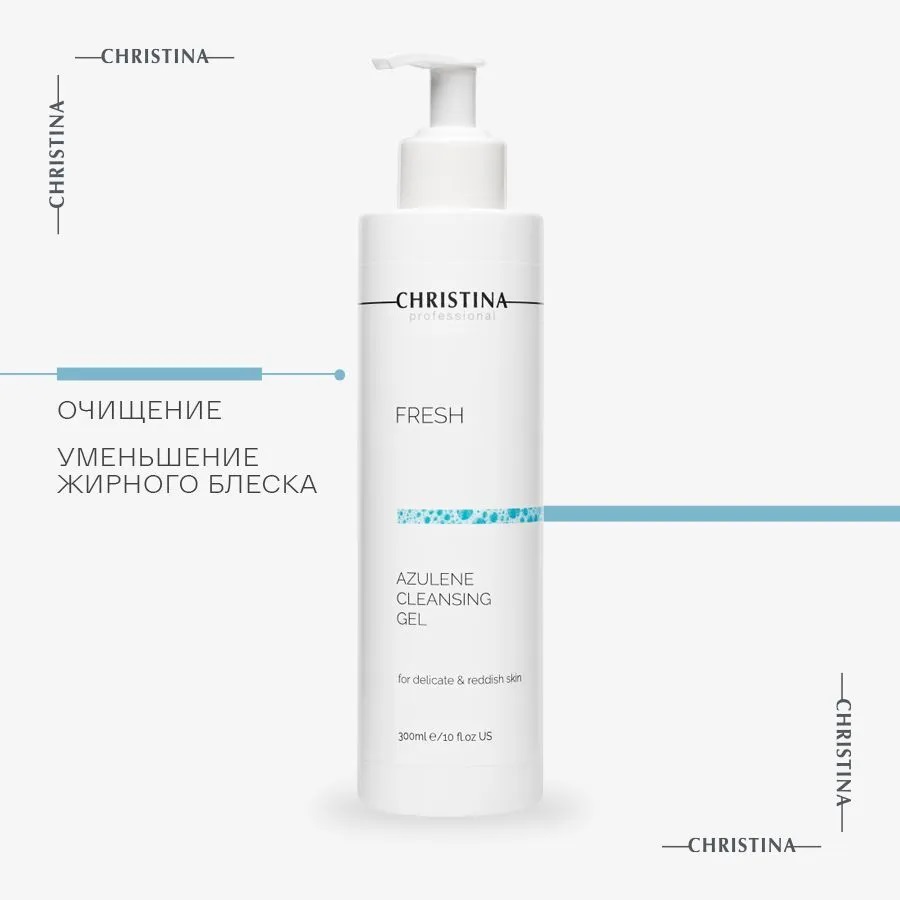 CHRISTINA
CHRISTINA
CHRISTINA
professional
FRESH
ОЧИЩЕНИЕ
УМЕНЬШЕНИЕ
ЖИРНОГО БЛЕСКА
AZULENE
CLEANSING
GEL
for delicate & reddish skin
300ml e/10 fl.oz US
CHRISTINA
CHRISTINA